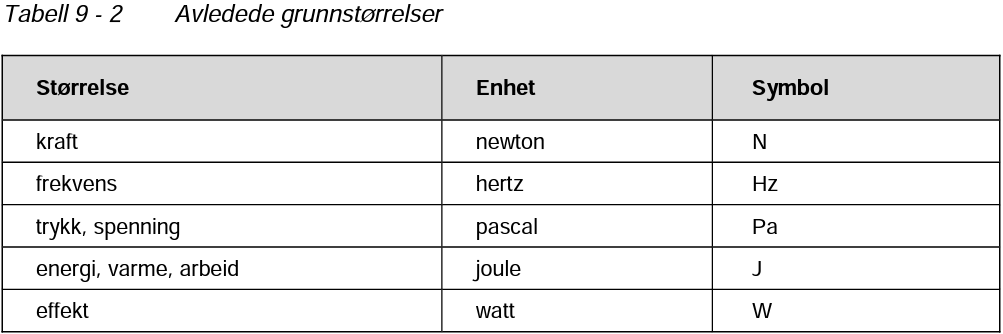 Tabell 9 - 2 Avledede grunnstørrelser
Størrelse Enhet Symbol
kraft newton N
frekvens hertz Hz
trykk, spenning pascal Pa
energi, varme, arbeid joule J
effekt watt W